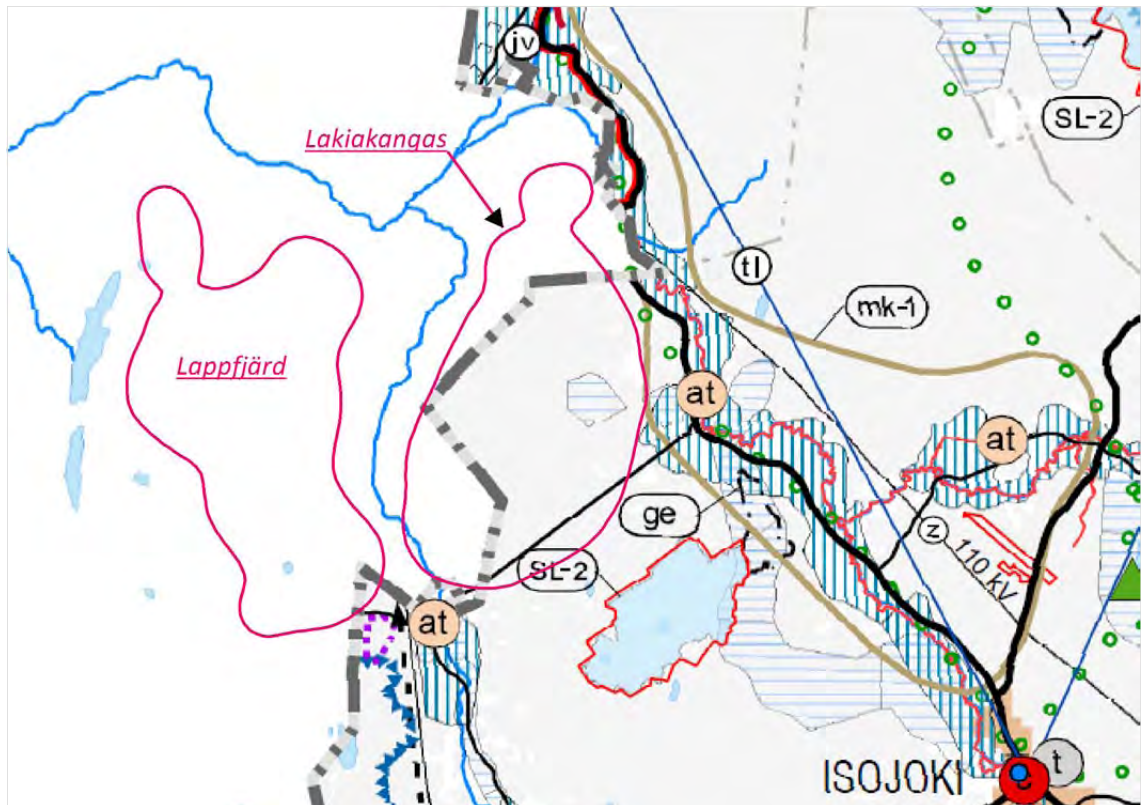 jv
SL-2
Lakiakangas
tl
mk-1
Lappfjärd
at
at
ge
z
110 kV
SL-2
at
ISOJOKI
t